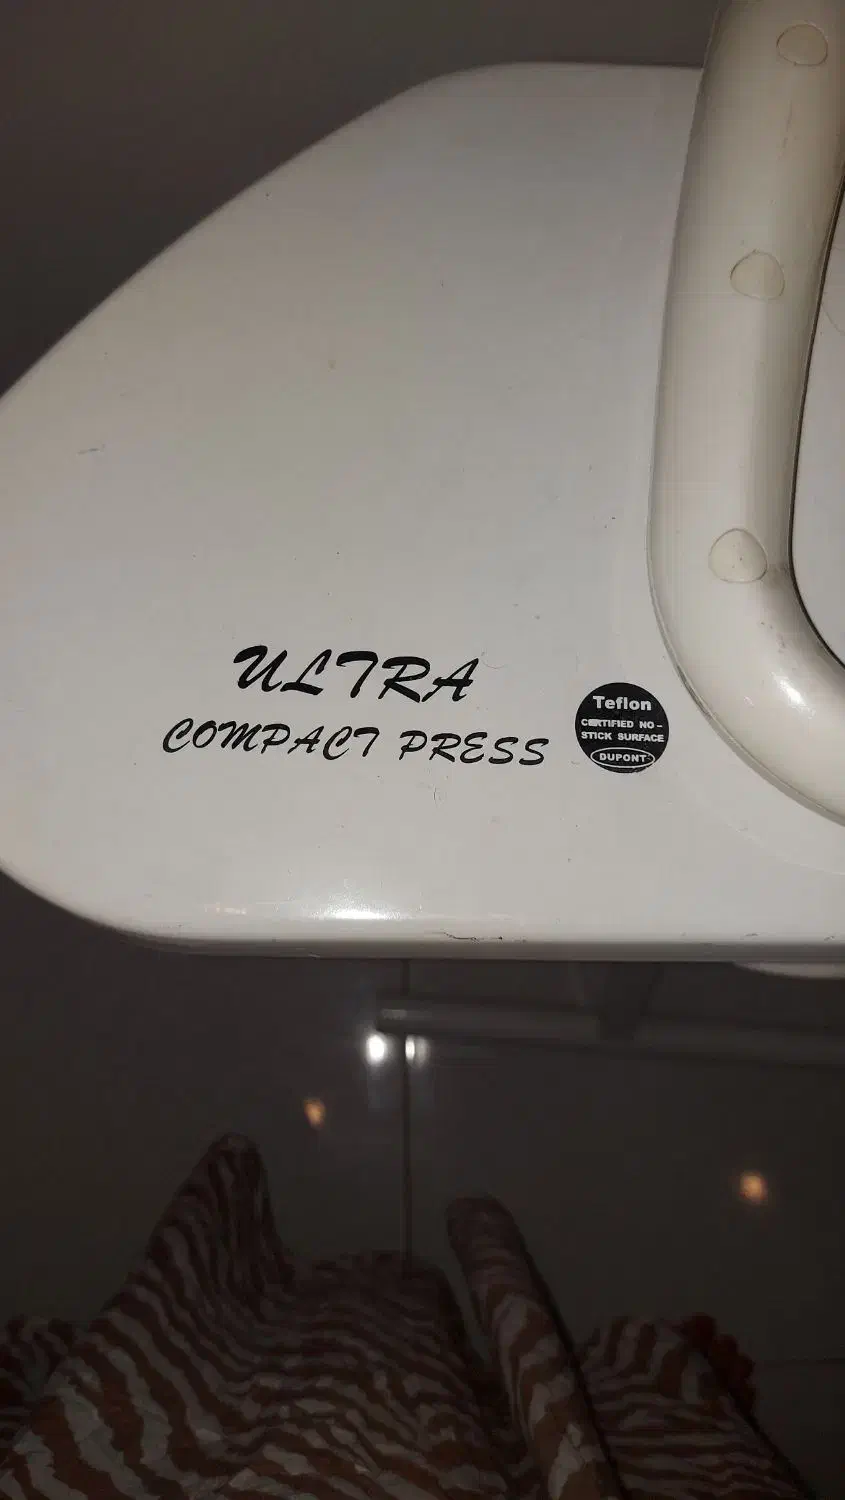 ULTRA
COMPACT PRESS
Teflon
CERTIFIED NO-
STICK SURFACE
DUPONT